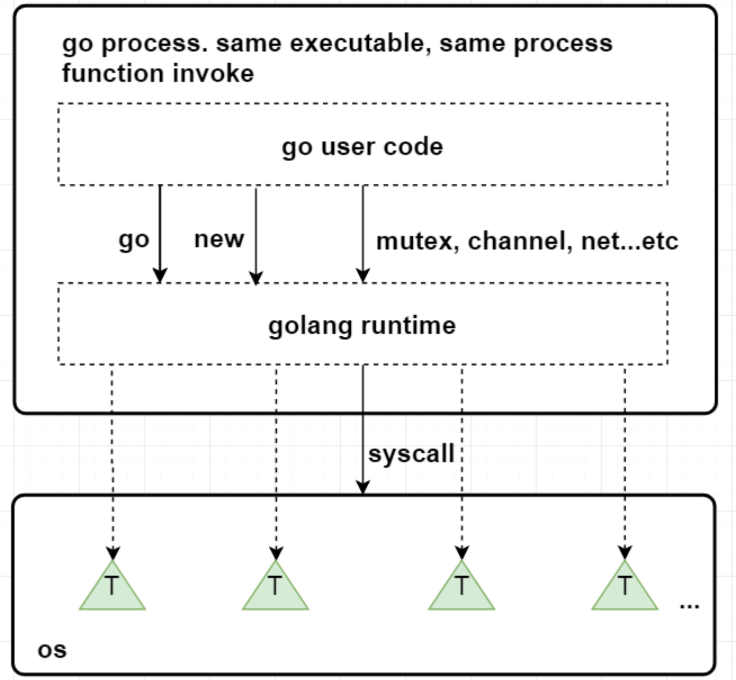 go process. same executable, same process
function invoke
go user code
go
new
mutex, channel, net...etc
golang runtime
syscall
T
T
T
T
...
os